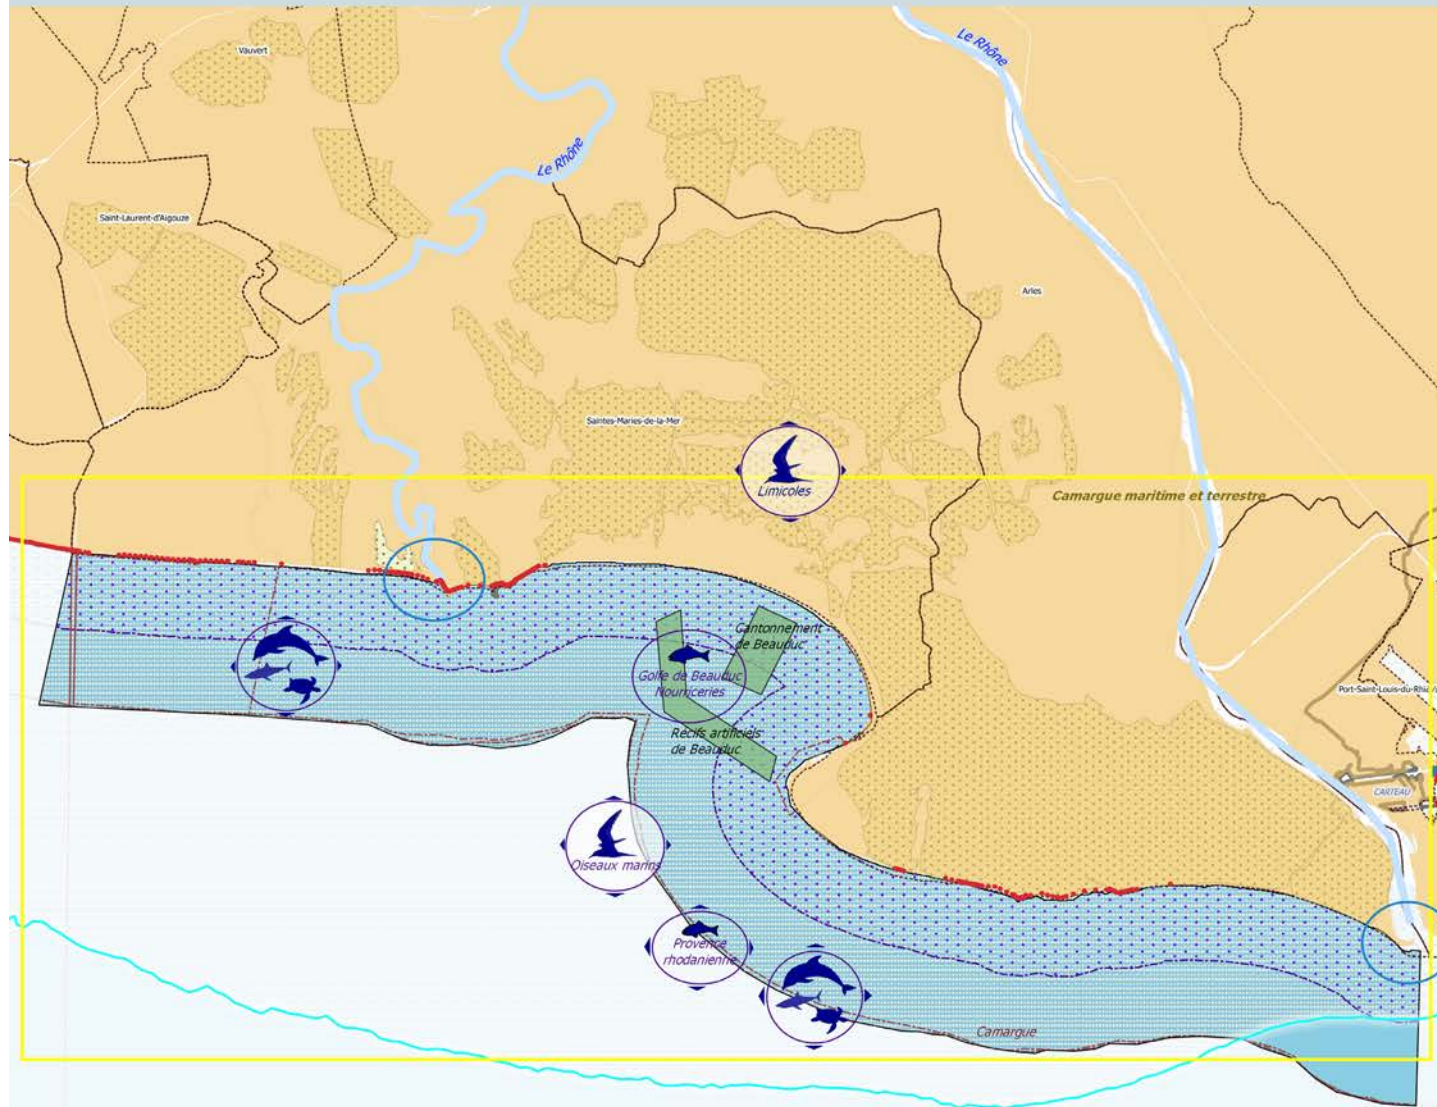 Le Rhône
Vauvert
Le Rhône
Saint-Laurent-d'Aigouze
Arles
Saintes-Maries-de-la-Mer
Limicoles
Camargue maritime et terrestre
Cantonnement
de Beauduc
Golfe de Beauduc
Nourriceries
Port-Saint-Louis-du-Rhô
Récifs artificiels
de Beauduc
CARTEAU
Oiseaux marins
Provence
rhodanienne
Camargue